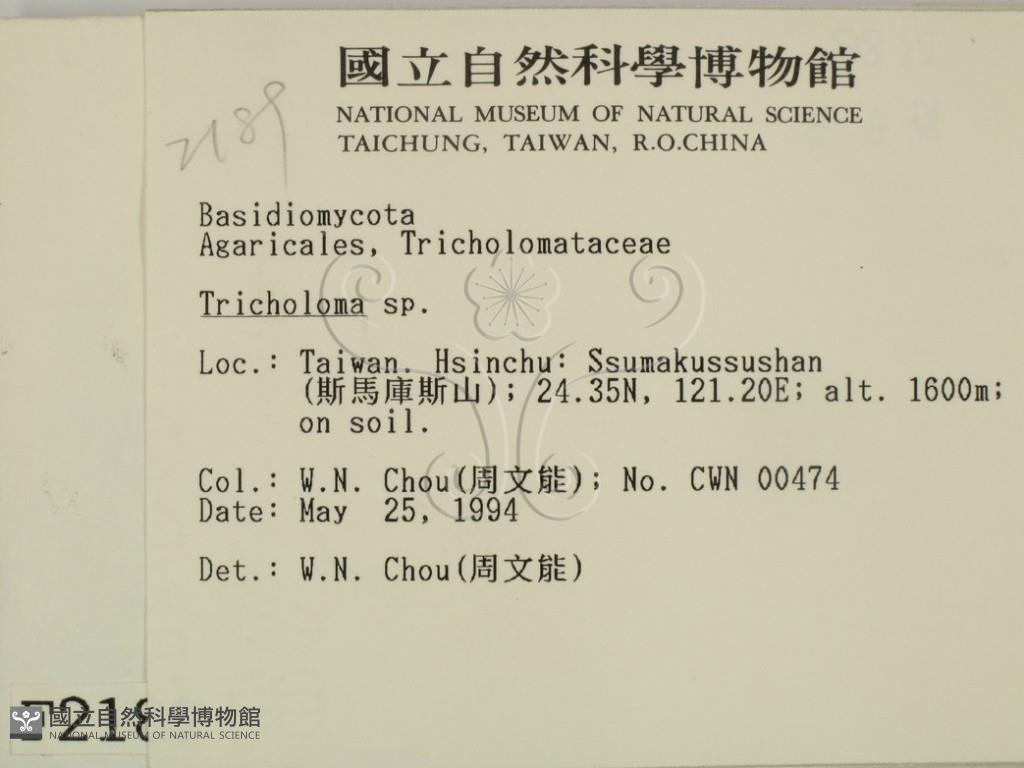 國立自然科學博物館
NATIONAL MUSEUM OF NATURAL SCIENCE
TAICHUNG, TAIWAN, R.O.CHINA
2189
Basidiomycota
Agaricales, Tricholomataceae
Tricholoma sp.
Loc.: Taiwan. Hsinchu: Ssumakussushan
(斯馬庫斯山); 24.35N, 121.20E; alt. 1600m;
on soil.
Col.: W.N. Chou(周文能); No. CWN 00474
Date: May 25, 1994
Det.: W.N. Chou(周文能)
F218
國立自然科學博物館
NATIONAL MUSEUM OF NATURAL SCIENCE